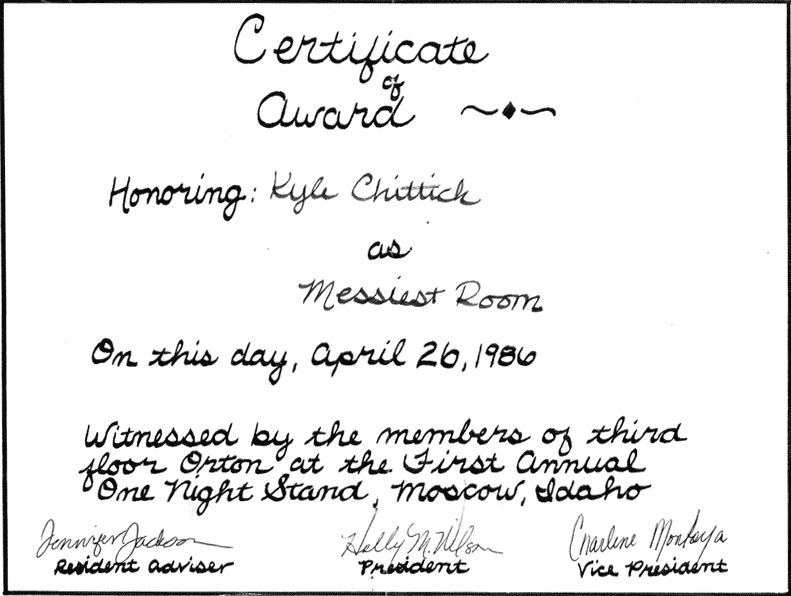 Certificate
of
Award
Honoring: Kyle Chittick
as
Messiest Room
On this day, April 26, 1986
Witnessed by the members of third
floor Orton at the First Annual
One Night Stand, Moscow, Idaho
Jennifer Jackson Holly M. Wilson Charlene Montoya
Resident Adviser President Vice President